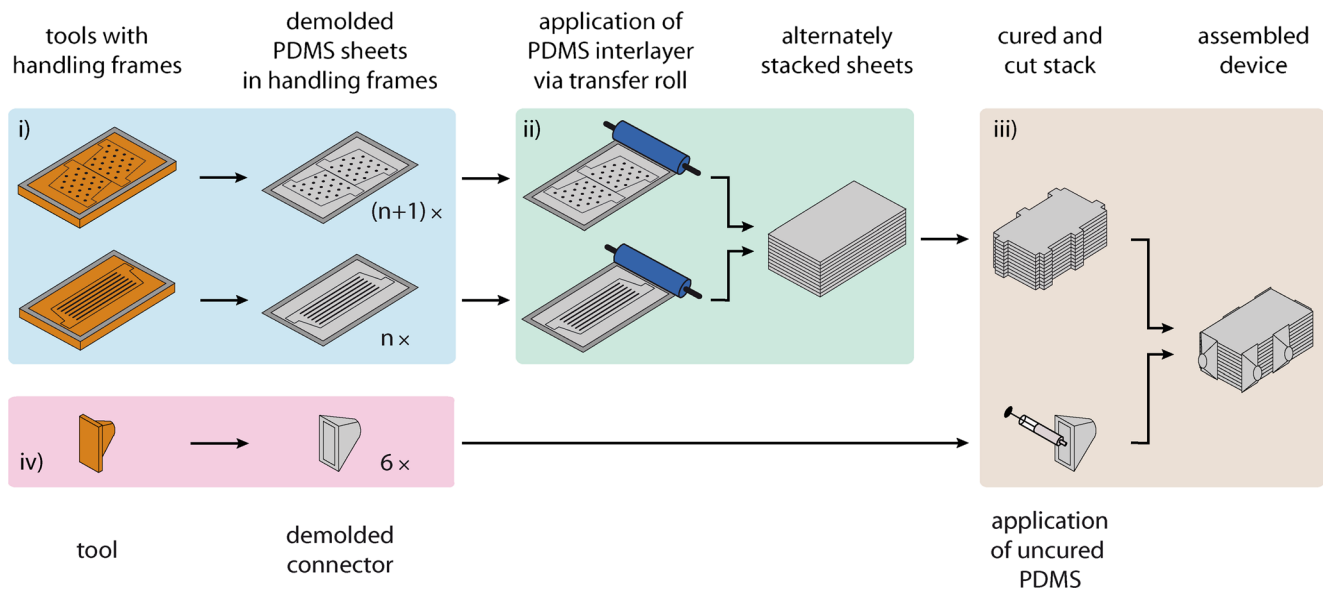 tools with
handling frames
demolded
PDMS sheets
in handling frames
application of
PDMS interlayer
via transfer roll
alternately
stacked sheets
cured and
cut stack
assembled
device
i)
(n+1) ×
n ×
ii)
iii)
iv)
6 ×
tool
demolded
connector
application
of uncured
PDMS